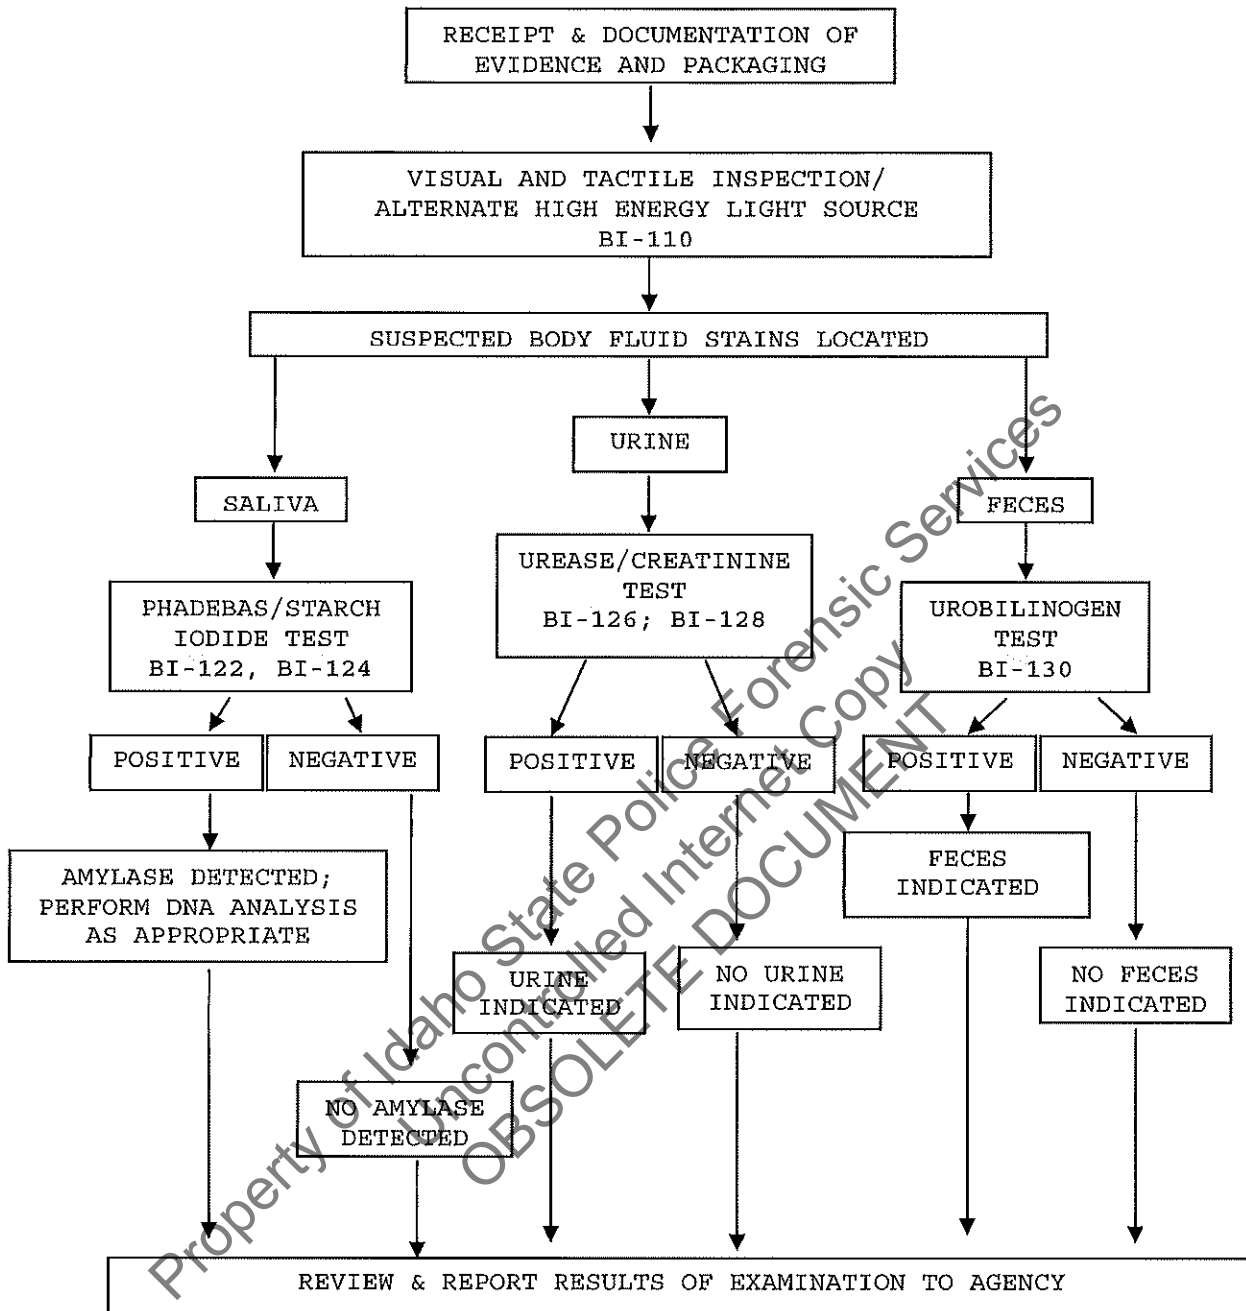 RECEIPT & DOCUMENTATION OF
EVIDENCE AND PACKAGING
VISUAL AND TACTILE INSPECTION/
ALTERNATE HIGH ENERGY LIGHT SOURCE
BI-110
SUSPECTED BODY FLUID STAINS LOCATED
SALIVA
URINE
FECES
PHADEBAS/STARCH
IODIDE TEST
BI-122, BI-124
UREASE/CREATININE
TEST
BI-126; BI-128
UROBILINOGEN
TEST
BI-130
POSITIVE
NEGATIVE
POSITIVE
NEGATIVE
POSITIVE
NEGATIVE
AMYLASE DETECTED;
PERFORM DNA ANALYSIS
AS APPROPRIATE
NO AMYLASE
DETECTED
URINE
INDICATED
NO URINE
INDICATED
FECES
INDICATED
NO FECES
INDICATED
REVIEW & REPORT RESULTS OF EXAMINATION TO AGENCY
Property of Idaho State Police Forensic Services
Uncontrolled Internet Copy
OBSOLETE DOCUMENT